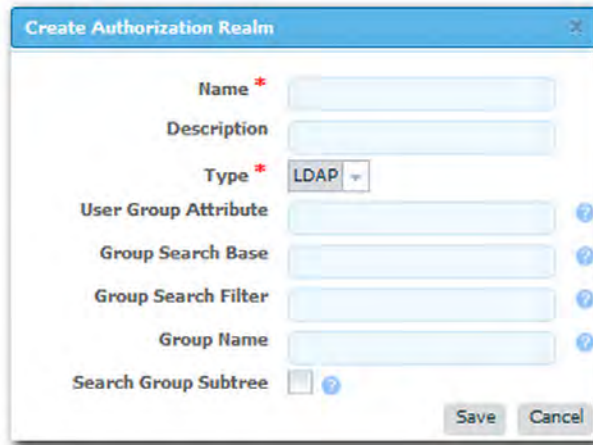 Create Authorization Realm
Name *
Description
Type * LDAP
User Group Attribute ?
Group Search Base ?
Group Search Filter ?
Group Name ?
Search Group Subtree ?
Save Cancel